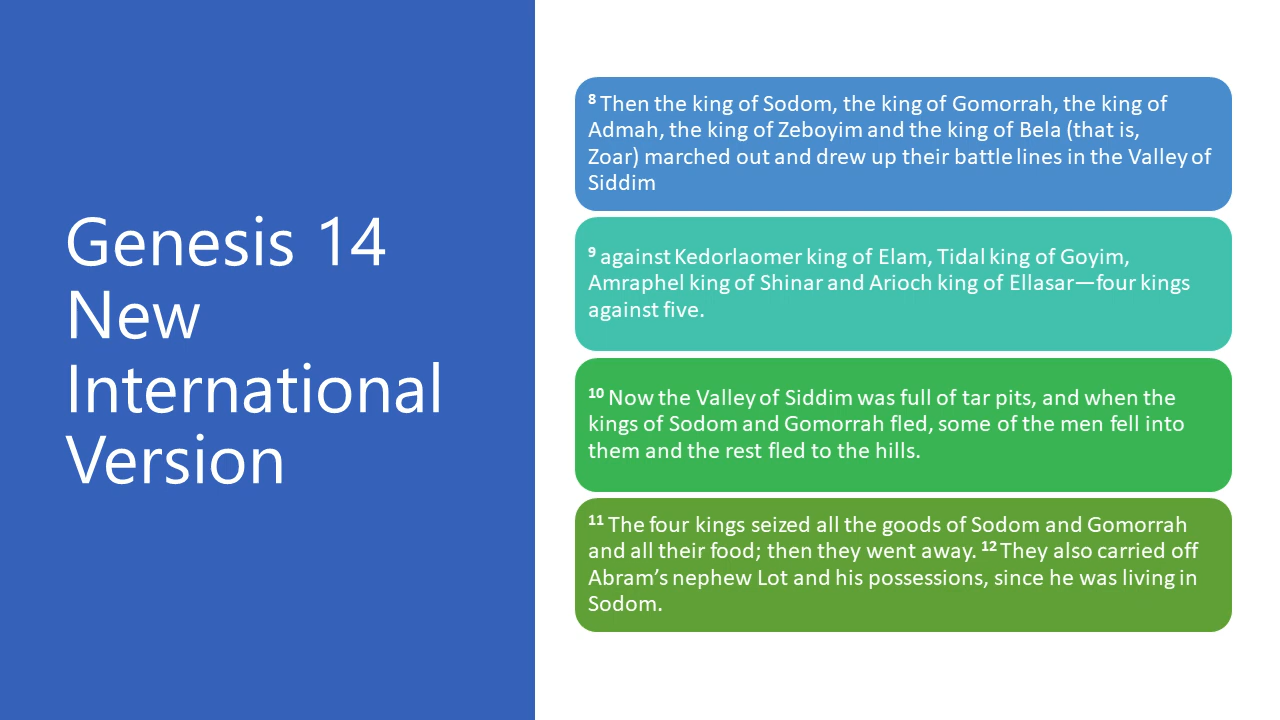 Genesis 14
New
International
Version
8 Then the king of Sodom, the king of Gomorrah, the king of
Admah, the king of Zeboyim and the king of Bela (that is,
Zoar) marched out and drew up their battle lines in the Valley of
Siddim
9 against Kedorlaomer king of Elam, Tidal king of Goyim,
Amraphel king of Shinar and Arioch king of Ellasar—four kings
against five.
10 Now the Valley of Siddim was full of tar pits, and when the
kings of Sodom and Gomorrah fled, some of the men fell into
them and the rest fled to the hills.
11 The four kings seized all the goods of Sodom and Gomorrah
and all their food; then they went away. 12 They also carried off
Abram’s nephew Lot and his possessions, since he was living in
Sodom.